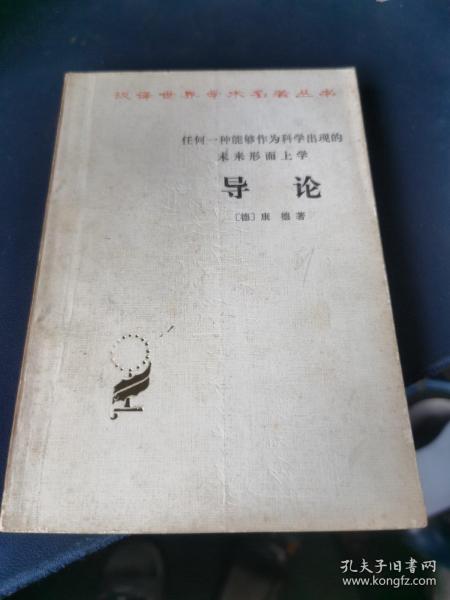 汉译世界学术名著丛书
任何一种能够作为科学出现的
未来形而上学
导论
〔德〕康德著
孔夫子旧书网
www.kongfz.com